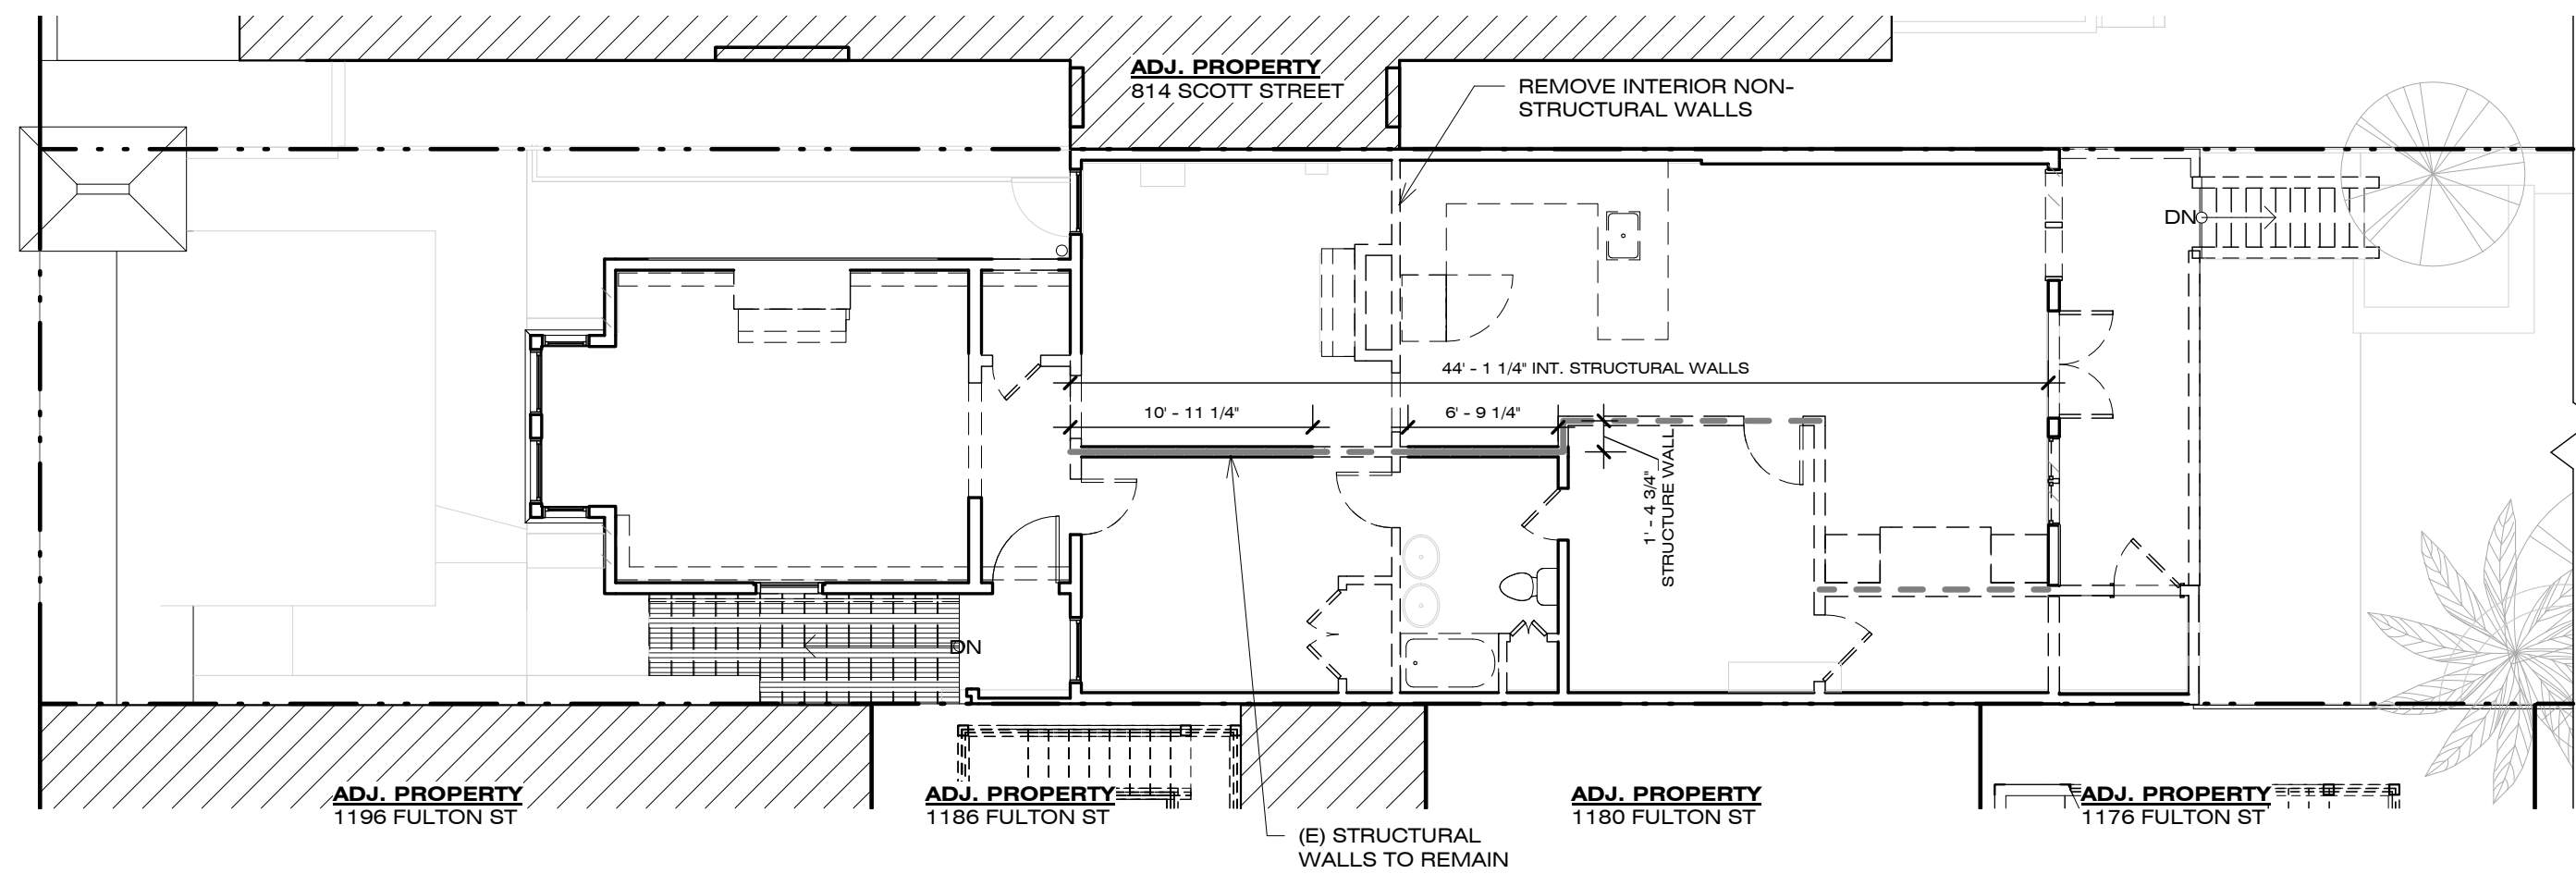 ADJ. PROPERTY
814 SCOTT STREET
REMOVE INTERIOR NON-
STRUCTURAL WALLS
DN
44' - 1 1/4" INT. STRUCTURAL WALLS
10' - 11 1/4"
6' - 9 1/4"
1' - 4 3/4"
STRUCTURE WALL
DN
ADJ. PROPERTY
1196 FULTON ST
ADJ. PROPERTY
1186 FULTON ST
ADJ. PROPERTY
1180 FULTON ST
ADJ. PROPERTY
1176 FULTON ST
(E) STRUCTURAL
WALLS TO REMAIN